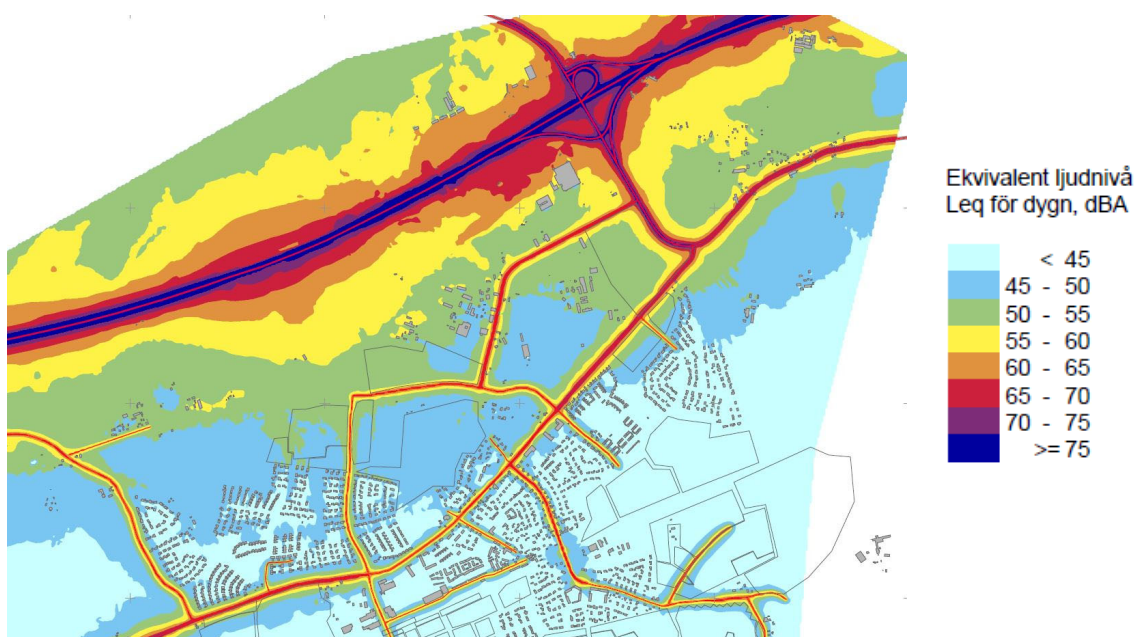 Ekvivalent ljudnivå
Leq för dygn, dBA
< 45
45 - 50
50 - 55
55 - 60
60 - 65
65 - 70
70 - 75
>= 75